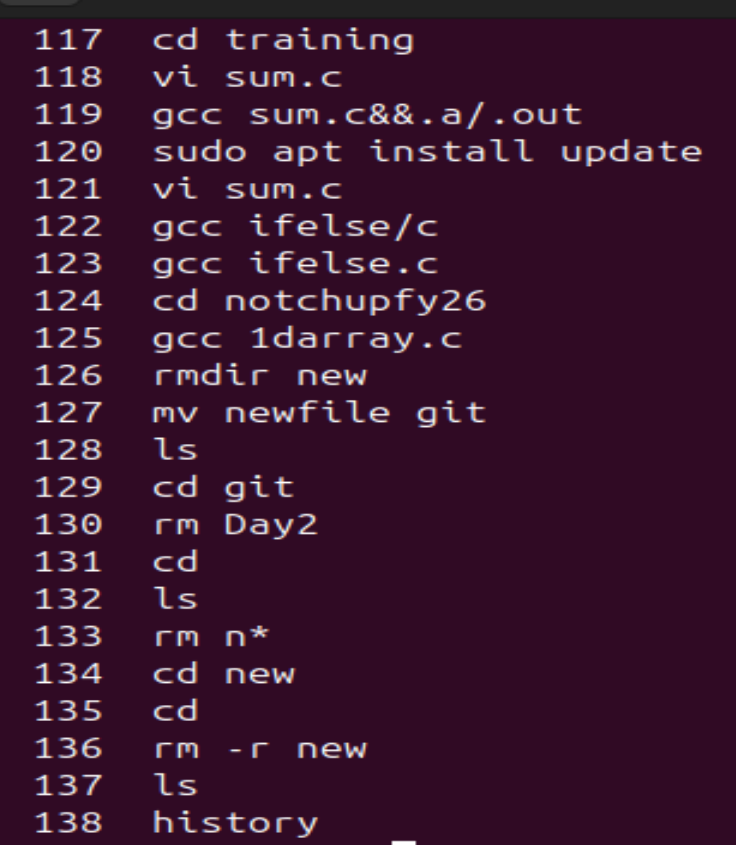 117 cd training
118 vi sum.c
119 gcc sum.c&&.a/.out
120 sudo apt install update
121 vi sum.c
122 gcc ifelse/c
123 gcc ifelse.c
124 cd notchupfy26
125 gcc 1darray.c
126 rmdir new
127 mv newfile git
128 ls
129 cd git
130 rm Day2
131 cd
132 ls
133 rm n*
134 cd new
135 cd
136 rm -r new
137 ls
138 history